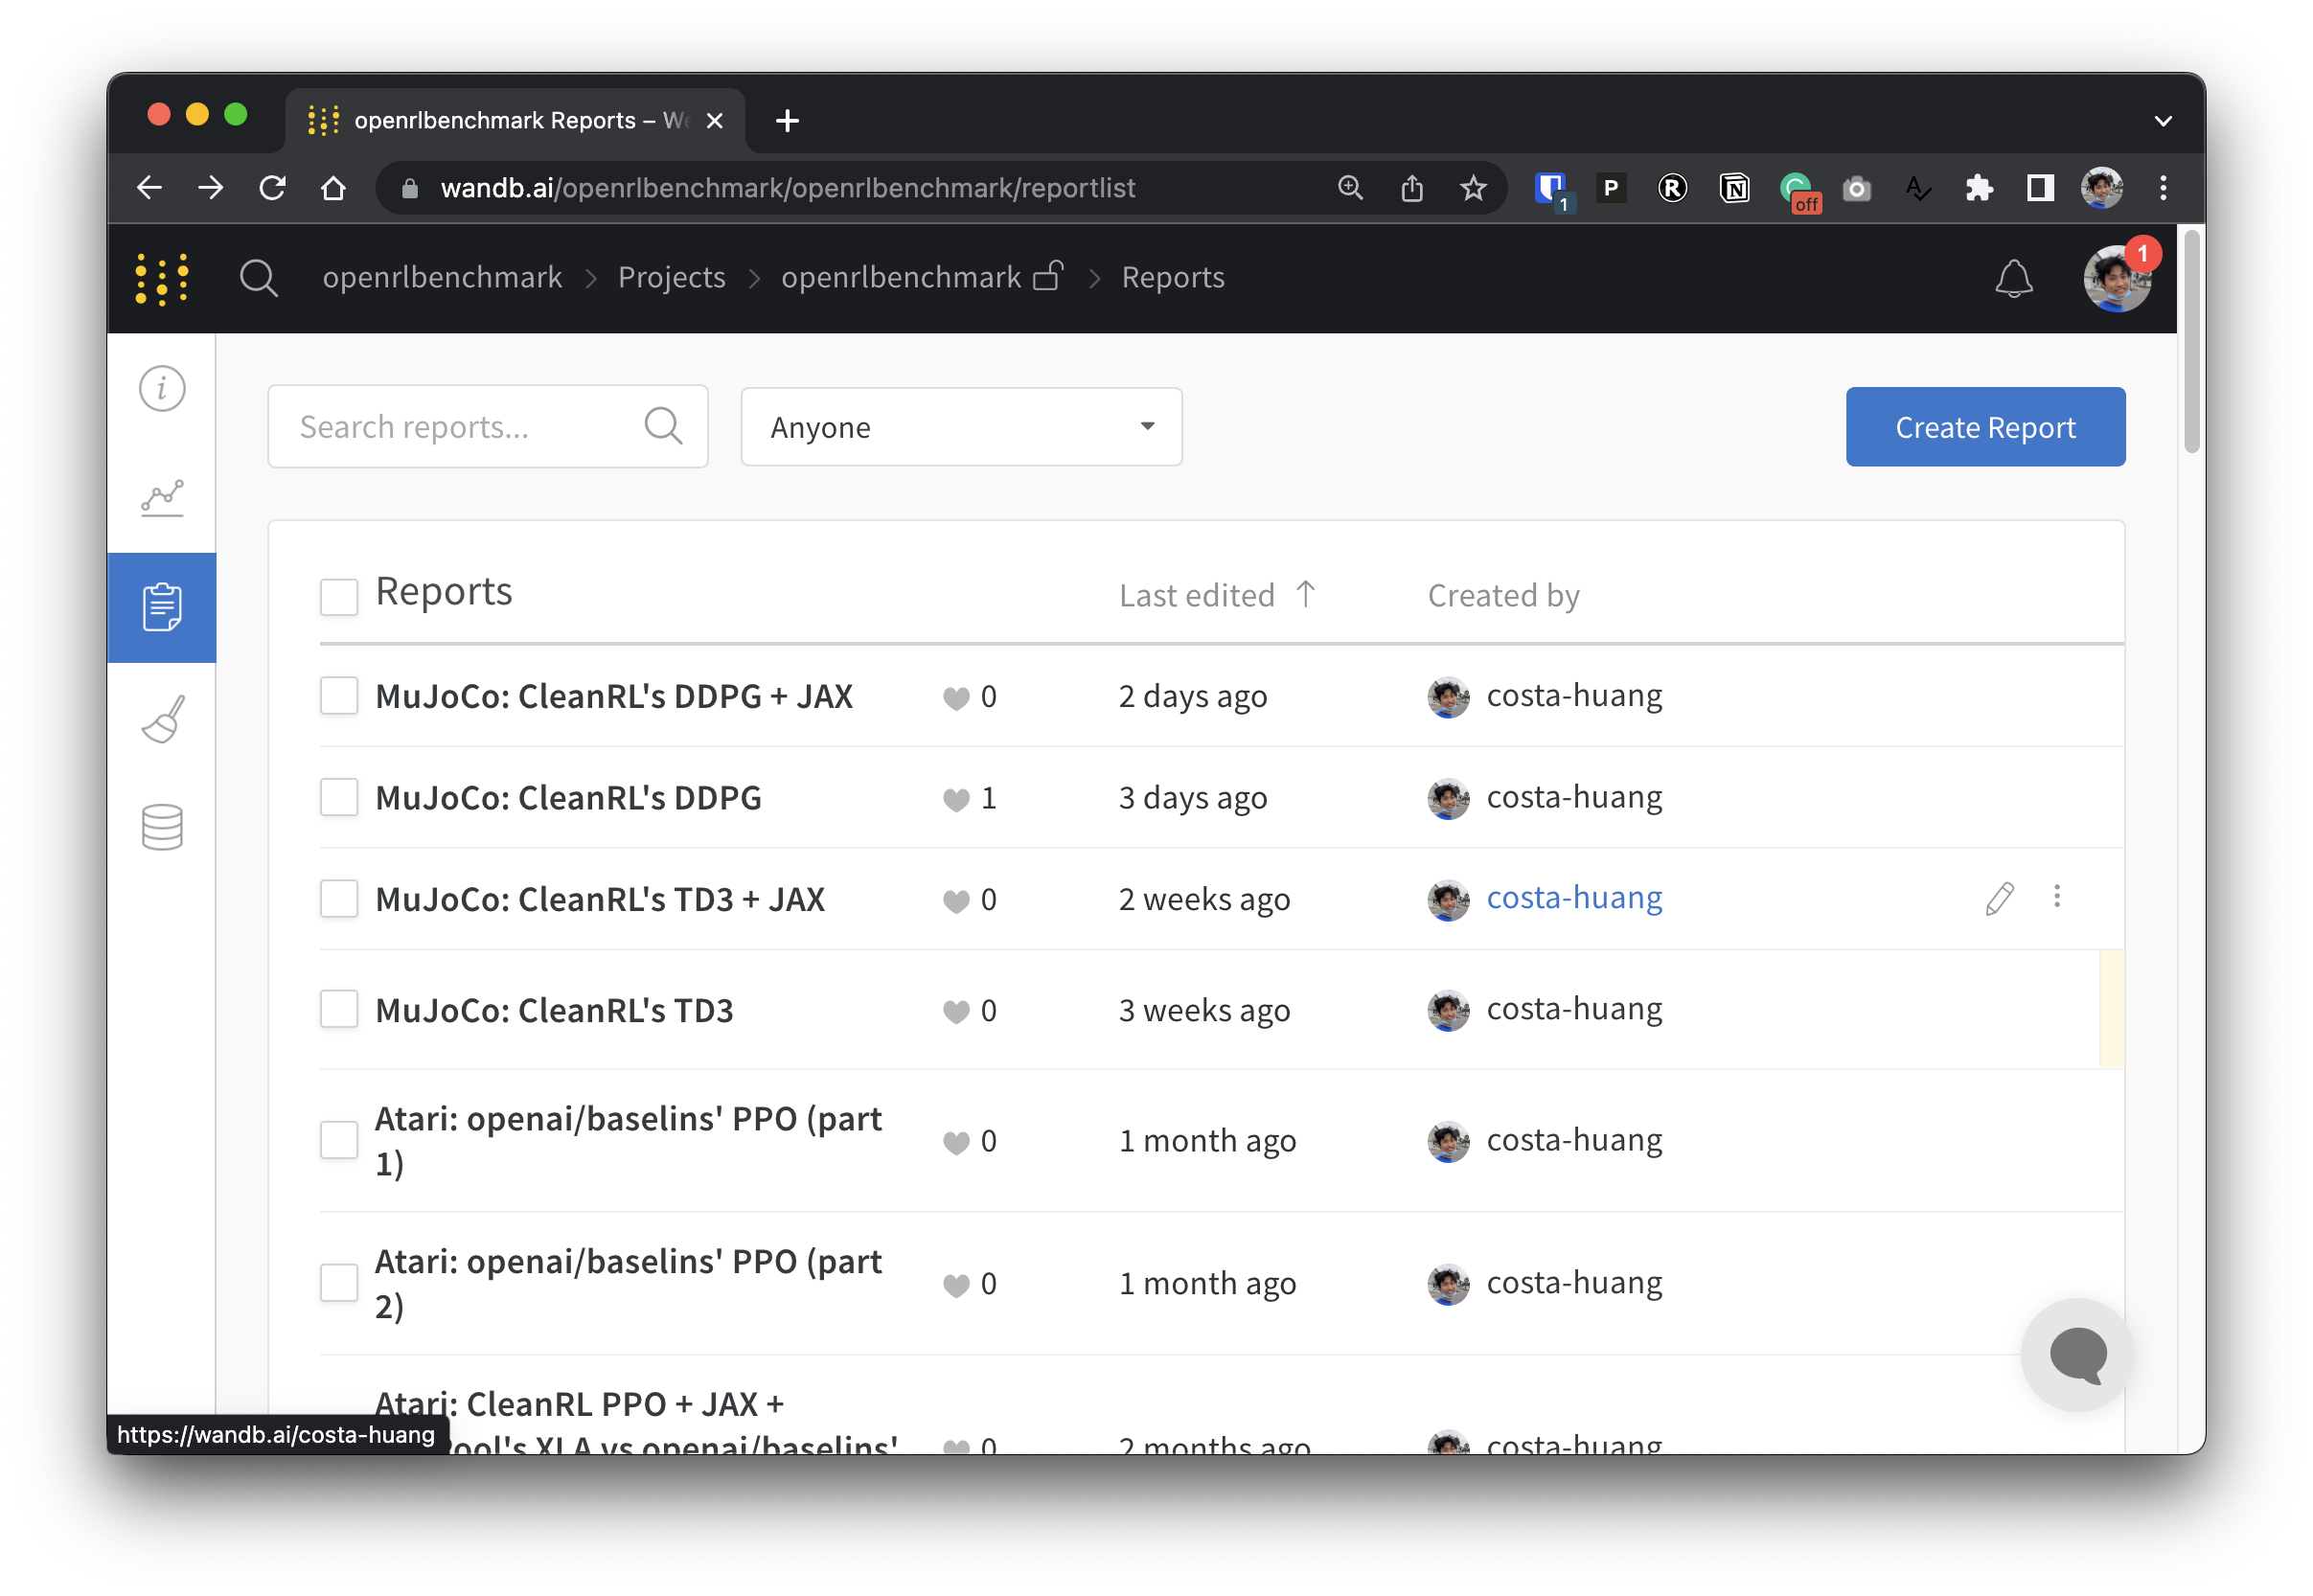 openrlbenchmark Reports – We
wandb.ai/openrlbenchmark/openrlbenchmark/reportlist
1
P
R
N
off
openrlbenchmark > Projects > openrlbenchmark > Reports
1
Search reports...
Anyone
Create Report
Reports
Last edited ↑
Created by
MuJoCo: CleanRL's DDPG + JAX
0
2 days ago
costa-huang
MuJoCo: CleanRL's DDPG
1
3 days ago
costa-huang
MuJoCo: CleanRL's TD3 + JAX
0
2 weeks ago
costa-huang
MuJoCo: CleanRL's TD3
0
3 weeks ago
costa-huang
Atari: openai/baselins' PPO (part
1)
0
1 month ago
costa-huang
Atari: openai/baselins' PPO (part
2)
0
1 month ago
costa-huang
Atari: CleanRL PPO + JAX +
ool's XLA vs openai/baselins'
0
2 months ago
costa-huang
https://wandb.ai/costa-huang